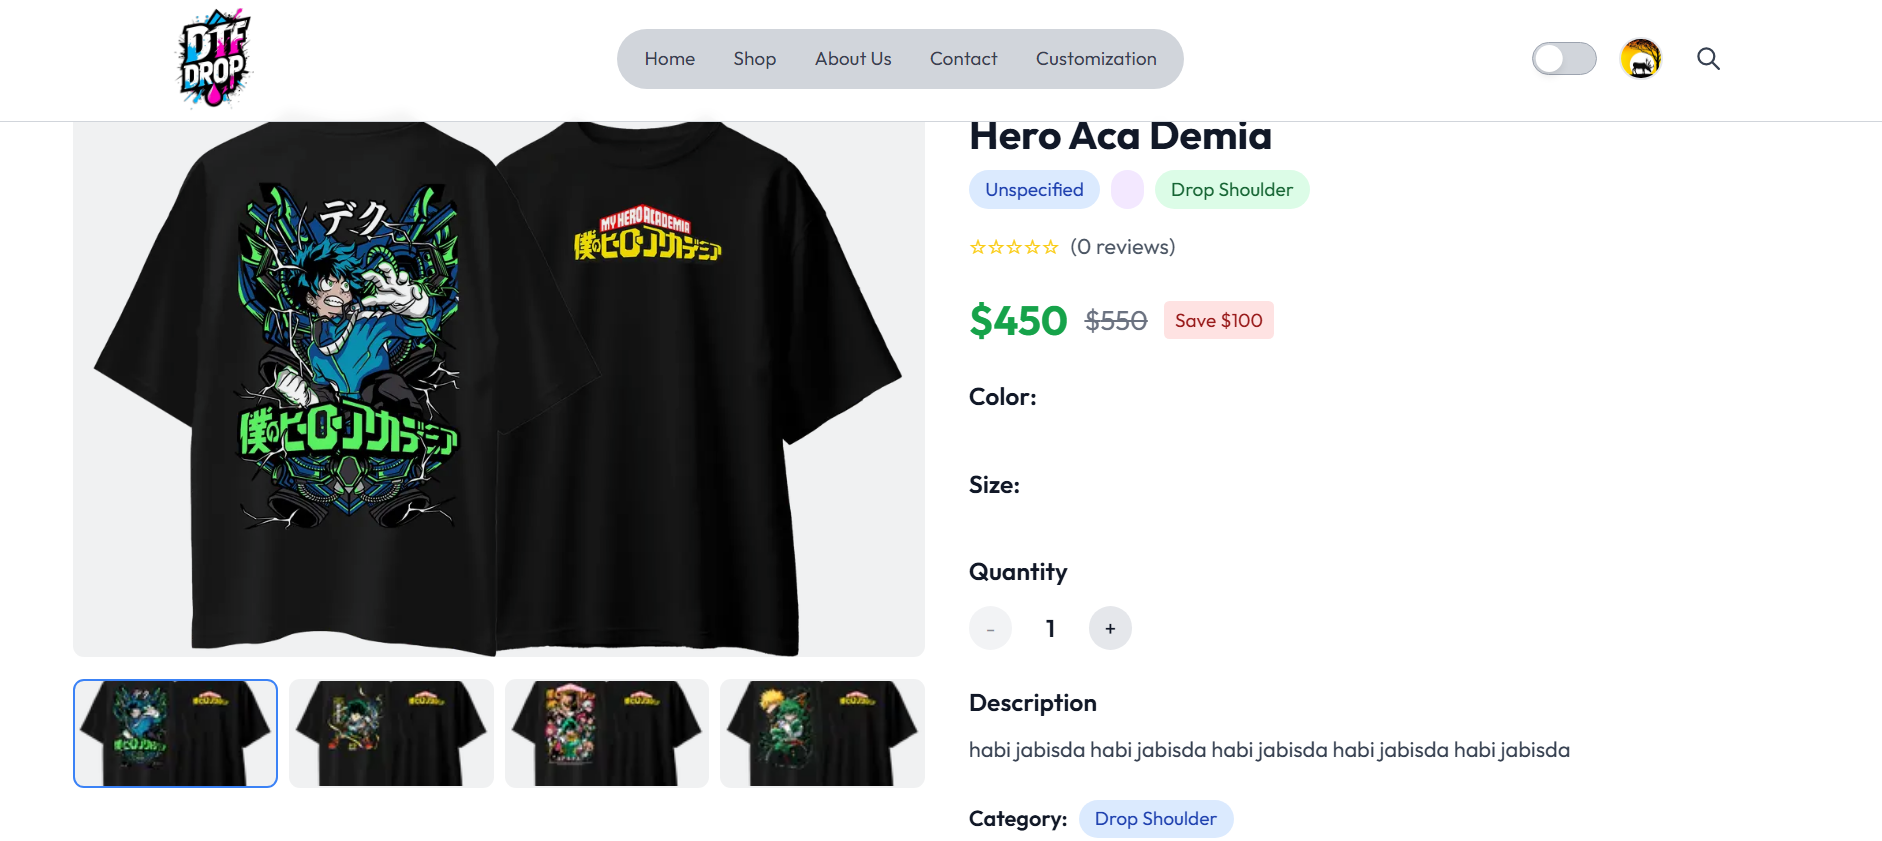 DTF
DROP
Home
Shop
About Us
Contact
Customization
Hero Aca Demia
Unspecified
Drop Shoulder
☆☆☆☆☆ (0 reviews)
$450 $550 Save $100
Color:
Size:
Quantity
- 1 +
Description
habi jabisda habi jabisda habi jabisda habi jabisda habi jabisda
Category: Drop Shoulder
デク
僕のヒーローアカデミア
MY HERO ACADEMIA
僕のヒーローアカデミア